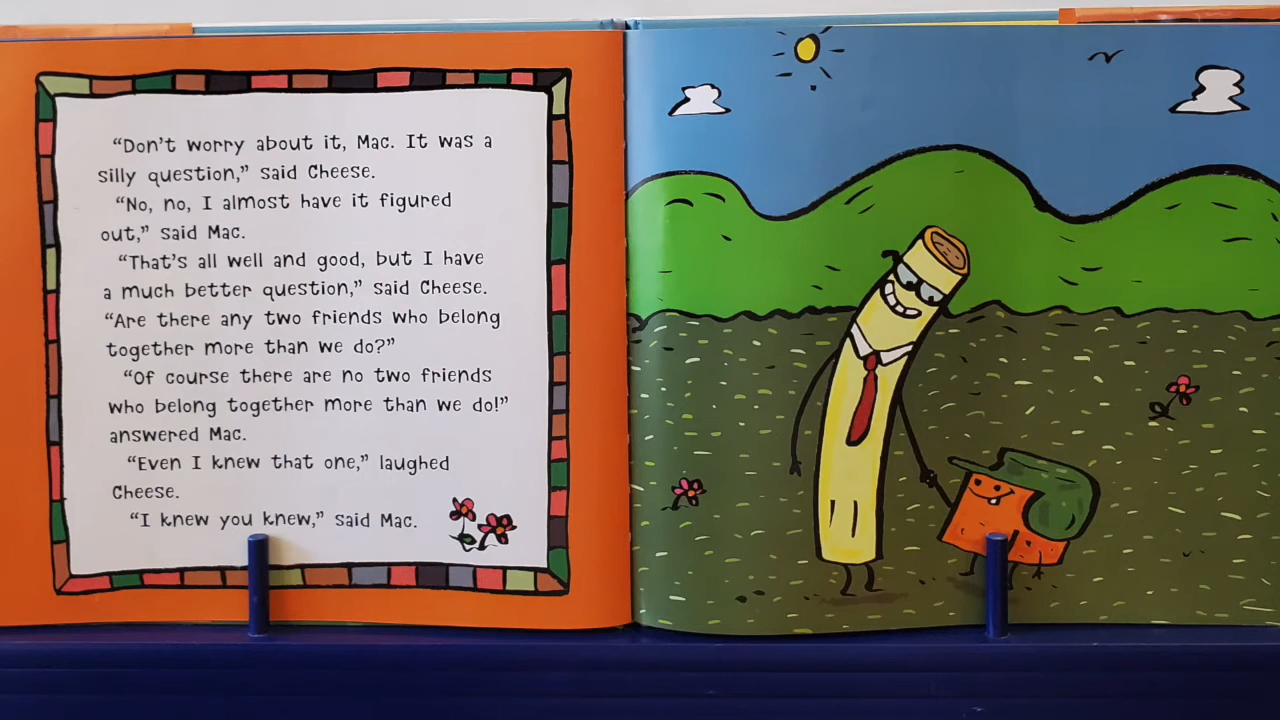 “Don’t worry about it, Mac. It was a
silly question,” said Cheese.
“No, no, I almost have it figured
out,” said Mac.
“That’s all well and good, but I have
a much better question,” said Cheese.
“Are there any two friends who belong
together more than we do?”
“Of course there are no two friends
who belong together more than we do!”
answered Mac.
“Even I knew that one,” laughed
Cheese.
“I knew you knew,” said Mac.